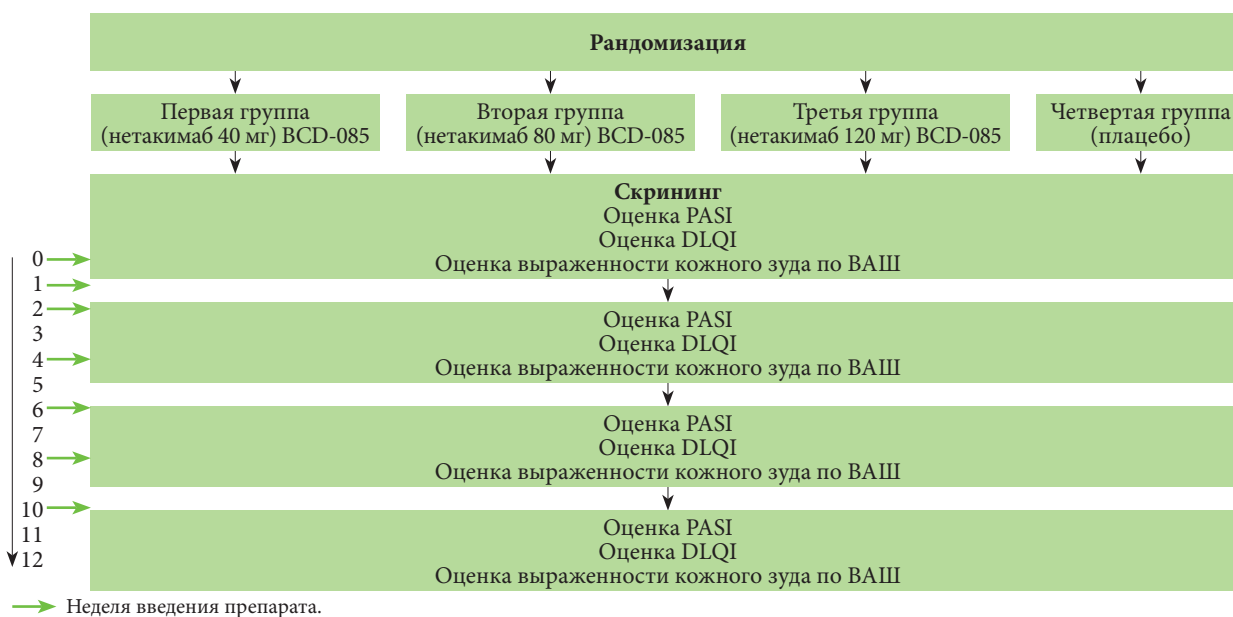 Рандомизация
Первая группа
(нетакимаб 40 мг) BCD-085
Вторая группа
(нетакимаб 80 мг) BCD-085
Третья группа
(нетакимаб 120 мг) BCD-085
Четвертая группа
(плацебо)
Скрининг
Оценка PASI
Оценка DLQI
Оценка выраженности кожного зуда по ВАШ
0
1
2
3
4
5
6
7
8
9
10
11
12
Оценка PASI
Оценка DLQI
Оценка выраженности кожного зуда по ВАШ
Оценка PASI
Оценка DLQI
Оценка выраженности кожного зуда по ВАШ
Оценка PASI
Оценка DLQI
Оценка выраженности кожного зуда по ВАШ
Неделя введения препарата.